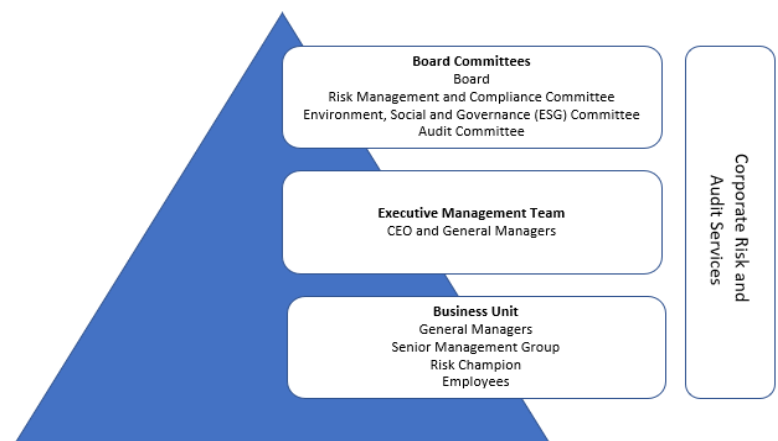 Board Committees
Board
Risk Management and Compliance Committee
Environment, Social and Governance (ESG) Committee
Audit Committee
Executive Management Team
CEO and General Managers
Business Unit
General Managers
Senior Management Group
Risk Champion
Employees
Corporate Risk and
Audit Services